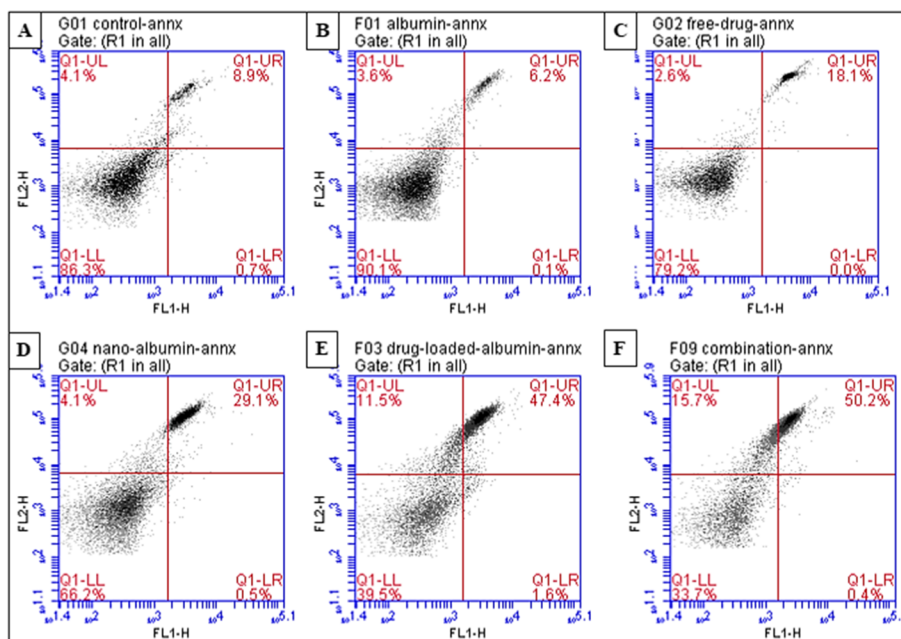 A
G01 control-annx
Gate: (R1 in all)
Q1-UL
4.1%
Q1-UR
8.9%
Q1-LL
86.3%
Q1-LR
0.7%
FL2-H
FL1-H
B
F01 albumin-annx
Gate: (R1 in all)
Q1-UL
3.6%
Q1-UR
6.2%
Q1-LL
90.1%
Q1-LR
0.1%
FL2-H
FL1-H
C
G02 free-drug-annx
Gate: (R1 in all)
Q1-UL
2.6%
Q1-UR
18.1%
Q1-LL
79.2%
Q1-LR
0.0%
FL2-H
FL1-H
D
G04 nano-albumin-annx
Gate: (R1 in all)
Q1-UL
4.1%
Q1-UR
29.1%
Q1-LL
66.2%
Q1-LR
0.5%
FL2-H
FL1-H
E
F03 drug-loaded-albumin-annx
Gate: (R1 in all)
Q1-UL
11.5%
Q1-UR
47.4%
Q1-LL
39.5%
Q1-LR
1.6%
FL2-H
FL1-H
F
F09 combination-annx
Gate: (R1 in all)
Q1-UL
15.7%
Q1-UR
50.2%
Q1-LL
33.7%
Q1-LR
0.4%
FL2-H
FL1-H